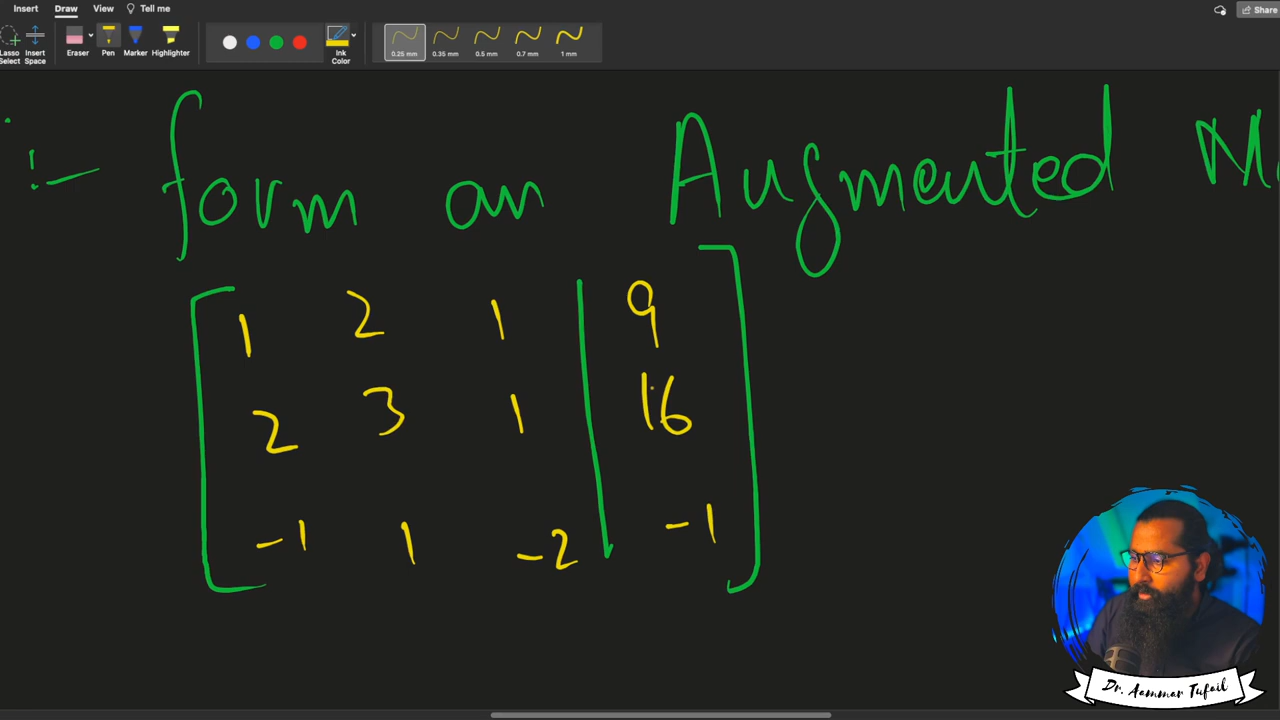 Insert Draw View Tell me
Share
Lasso Select
Insert Space
Eraser
Pen
Marker
Highlighter
Ink Color
0.25 mm 0.35 mm 0.5 mm 0.7 mm 1 mm
:- form an Augmented M
1 2 1 9
2 3 1 16
-1 1 -2 -1
Dr. Aammar Tufail